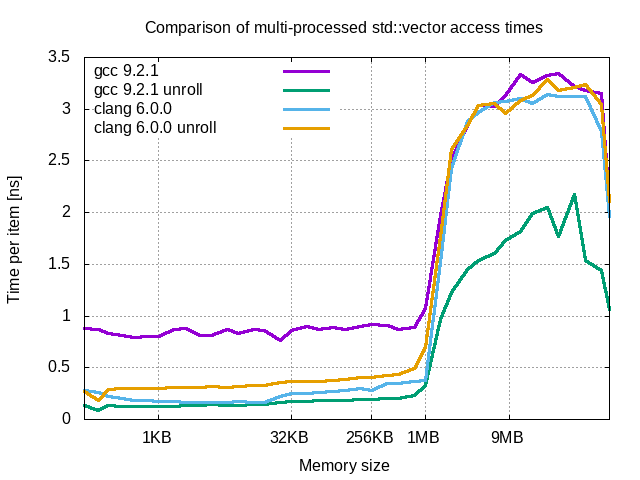 Comparison of multi-processed std::vector access times
3.5
3
2.5
2
1.5
1
0.5
0
Time per item [ns]
gcc 9.2.1
gcc 9.2.1 unroll
clang 6.0.0
clang 6.0.0 unroll
1KB 32KB 256KB 1MB 9MB
Memory size